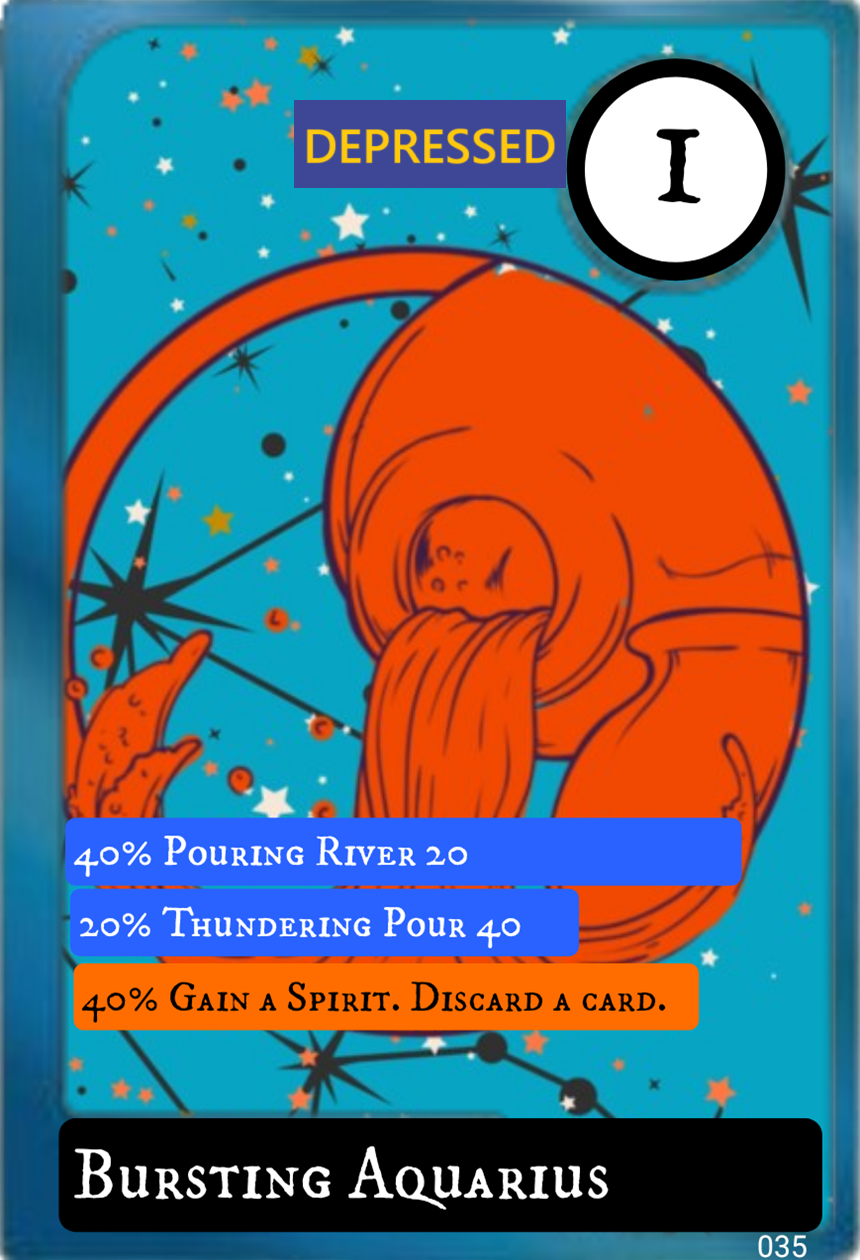 DEPRESSED
I
40% Pouring River 20
20% Thundering Pour 40
40% Gain a Spirit. Discard a card.
Bursting Aquarius
035